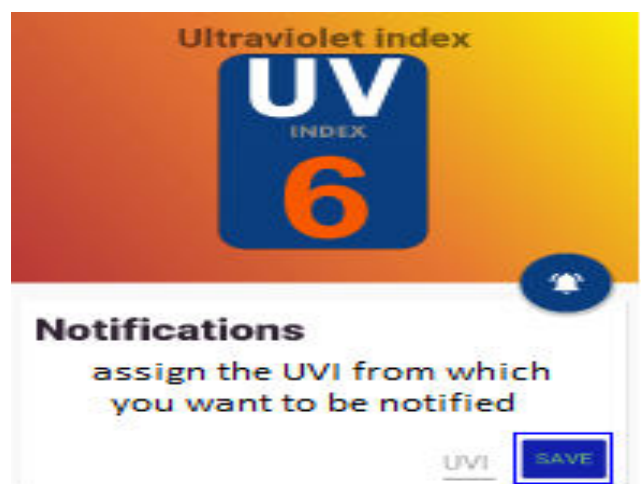 Ultraviolet index
UV
INDEX
6
Notifications
assign the UVI from which
you want to be notified
UVI SAVE